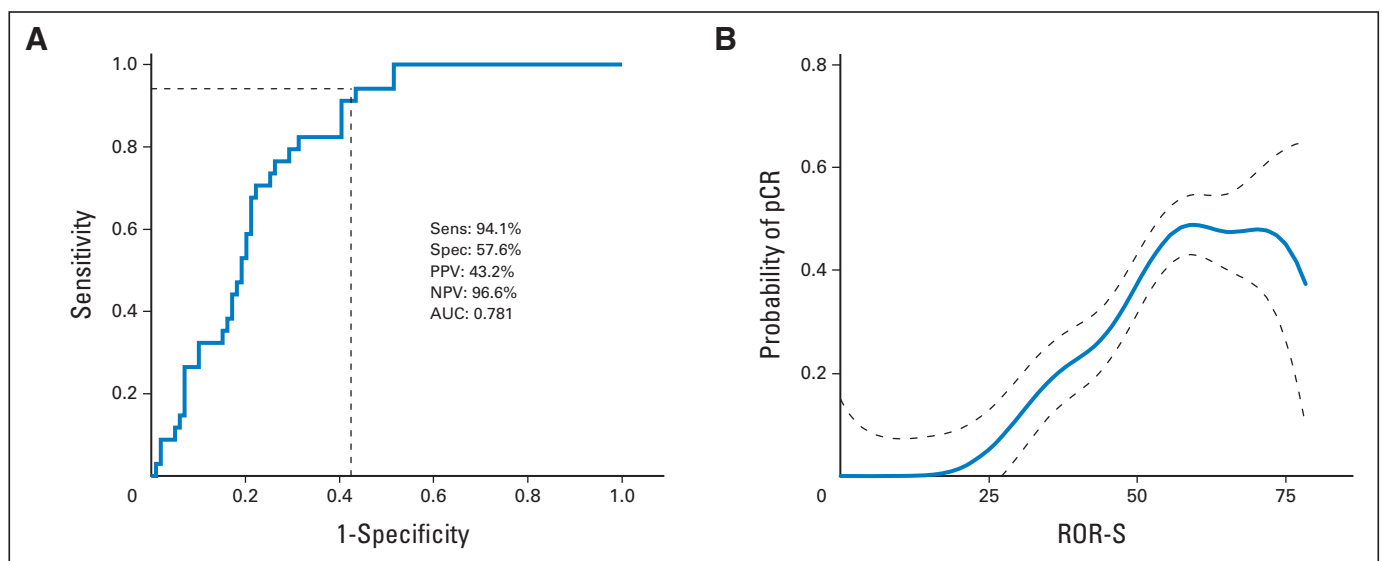 A
Sensitivity
1.0
0.8
0.6
0.4
0.2
0
0.2
0.4
0.6
0.8
1.0
1-Specificity
Sens: 94.1%
Spec: 57.6%
PPV: 43.2%
NPV: 96.6%
AUC: 0.781
B
Probability of pCR
0.8
0.6
0.4
0.2
0
25
50
75
ROR-S